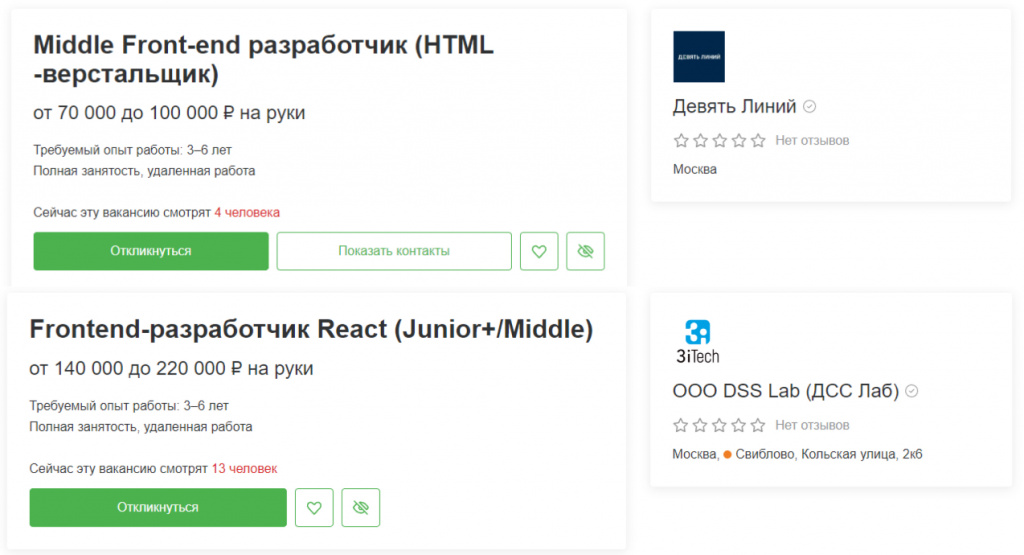 Middle Front-end разработчик (HTML
-верстальщик)
от 70 000 до 100 000 ₽ на руки
Требуемый опыт работы: 3–6 лет
Полная занятость, удаленная работа
Сейчас эту вакансию смотрят 4 человека
Откликнуться
Показать контакты
ДЕВЯТЬ ЛИНИЙ
Девять Линий
Нет отзывов
Москва
Frontend-разработчик React (Junior+/Middle)
от 140 000 до 220 000 ₽ на руки
Требуемый опыт работы: 3–6 лет
Полная занятость, удаленная работа
Сейчас эту вакансию смотрят 13 человек
Откликнуться
3iTech
ООО DSS Lab (ДСС Лаб)
Нет отзывов
Москва, Свиблово, Кольская улица, 2к6